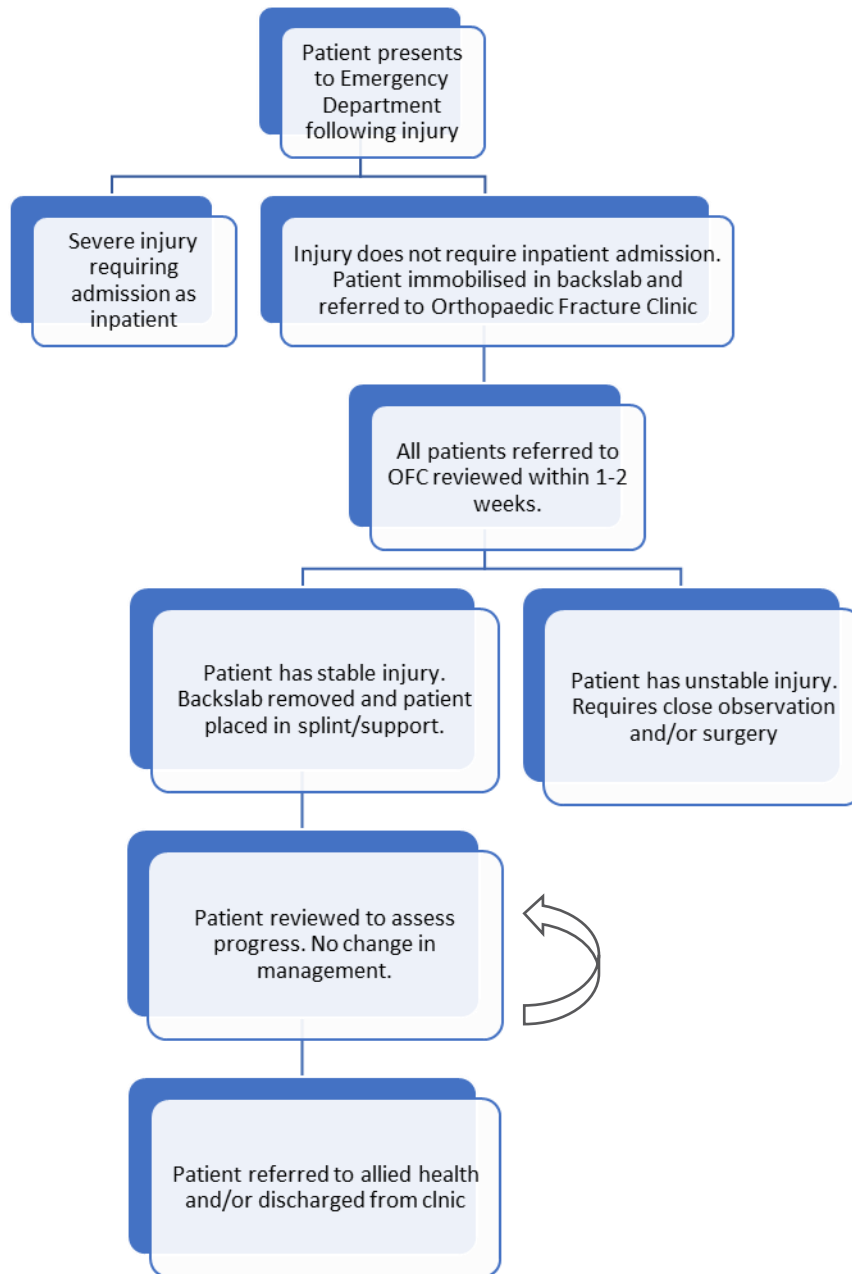 Patient presents
to Emergency
Department
following injury
Severe injury
requiring
admission as
inpatient
Injury does not require inpatient admission.
Patient immobilised in backslab and
referred to Orthopaedic Fracture Clinic
All patients referred to
OFC reviewed within 1-2
weeks.
Patient has stable injury.
Backslab removed and patient
placed in splint/support.
Patient has unstable injury.
Requires close observation
and/or surgery
Patient reviewed to assess
progress. No change in
management.
Patient referred to allied health
and/or discharged from clnic